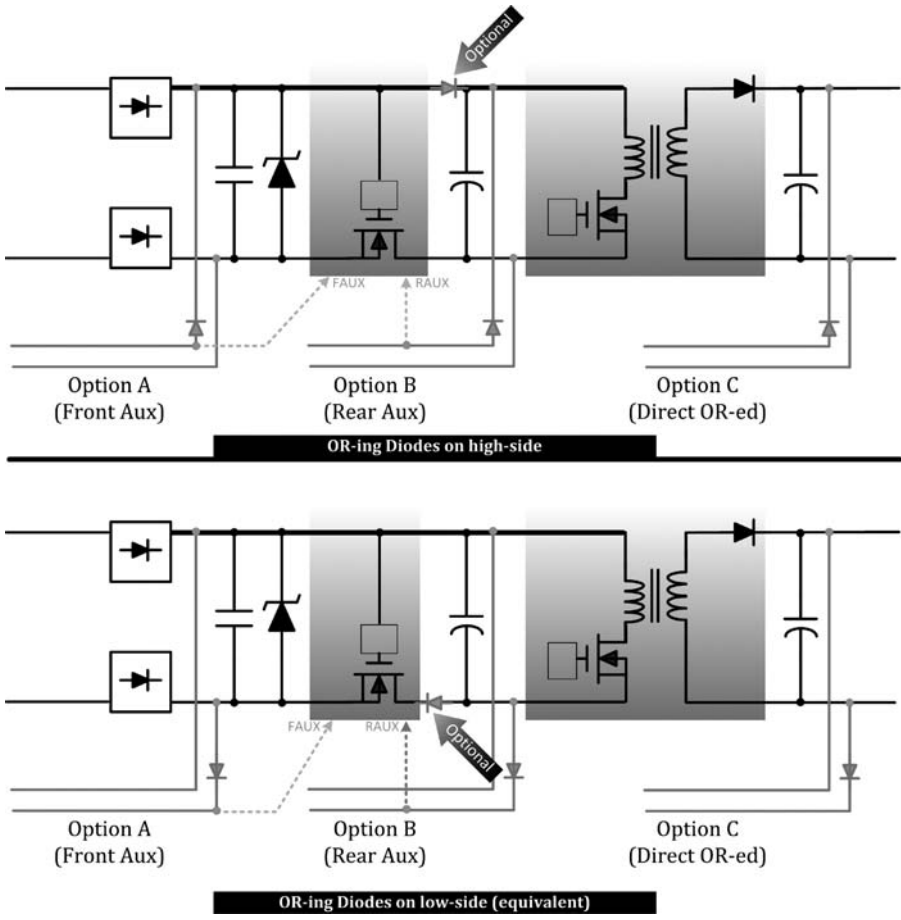 Optional
FAUX
RAUX
Option A
(Front Aux)
Option B
(Rear Aux)
Option C
(Direct OR-ed)
OR-ing Diodes on high-side
FAUX
RAUX
Optional
Option A
(Front Aux)
Option B
(Rear Aux)
Option C
(Direct OR-ed)
OR-ing Diodes on low-side (equivalent)